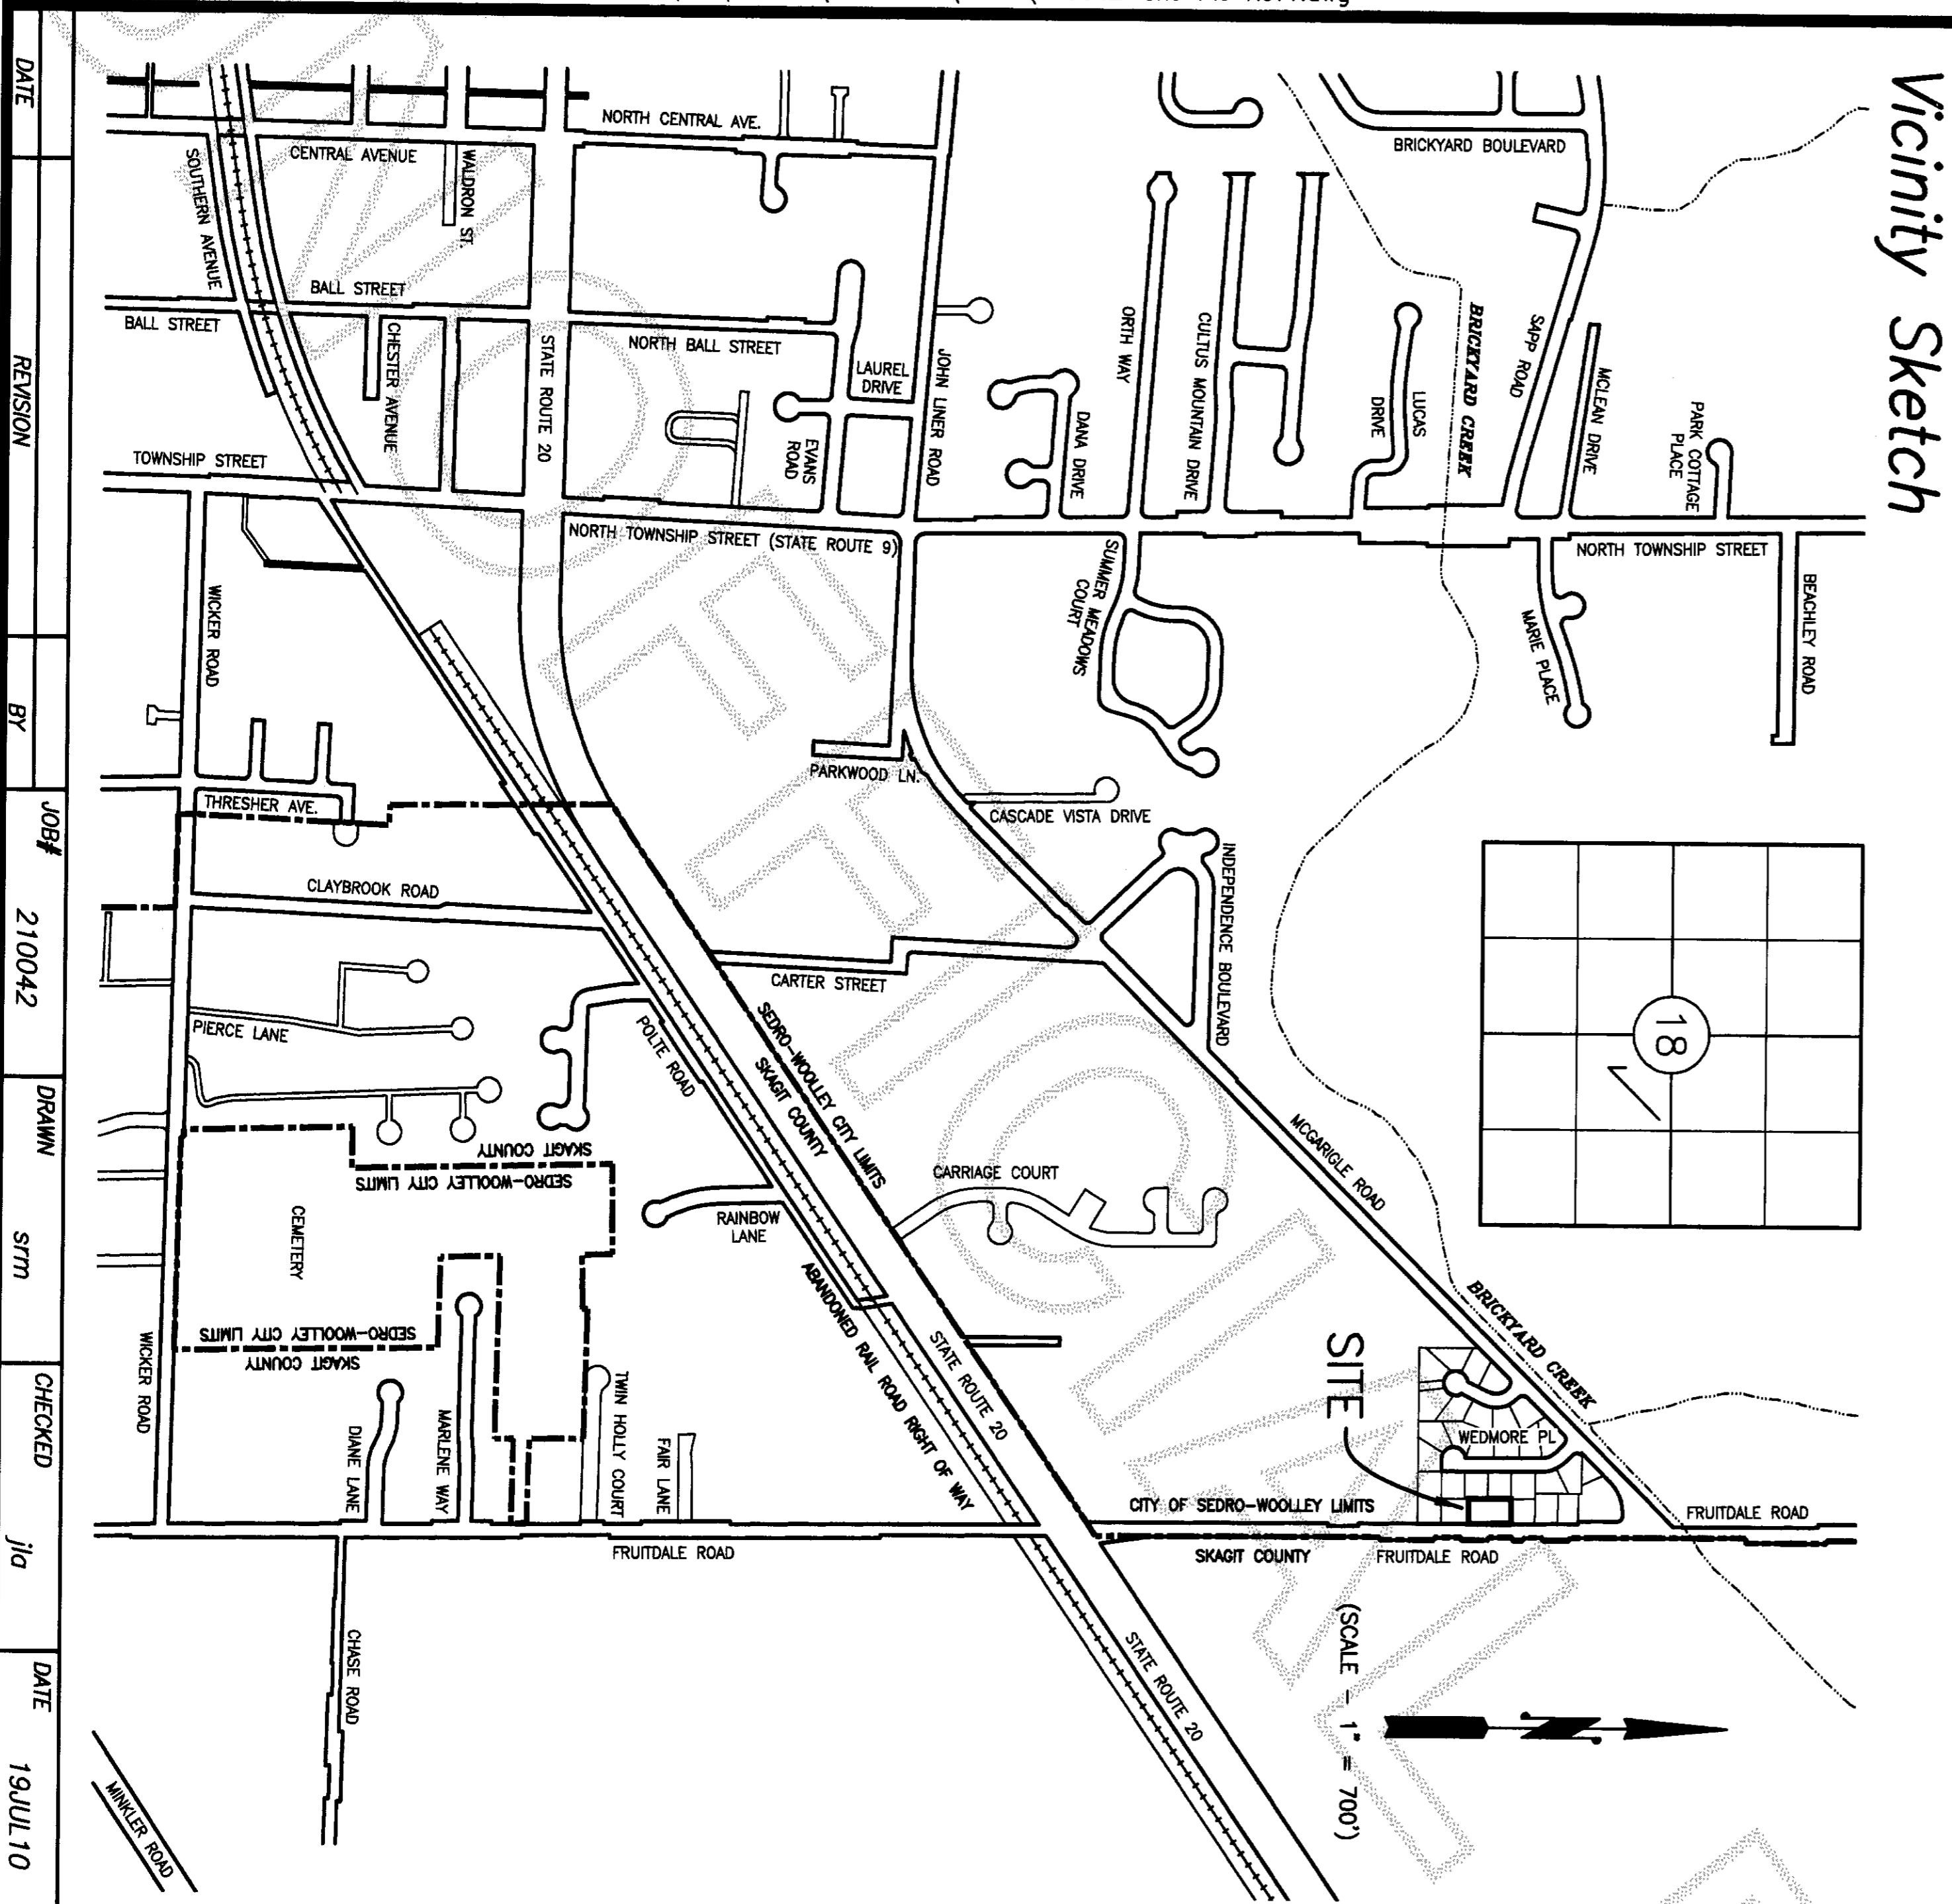 Vicinity Sketch
NORTH CENTRAL AVE.
CENTRAL AVENUE
WALDRON ST.
SOUTHERN AVENUE
BALL STREET
BALL STREET
CHESTER AVENUE
STATE ROUTE 20
NORTH BALL STREET
LAUREL
DRIVE
EVANS
ROAD
JOHN LINER ROAD
DANA DRIVE
ORTH WAY
CULTUS MOUNTAIN DRIVE
LUCAS
DRIVE
BRICKYARD CREEK
BRICKYARD BOULEVARD
SAPP ROAD
MCLEAN DRIVE
PARK COTTAGE
PLACE
TOWNSHIP STREET
NORTH TOWNSHIP STREET (STATE ROUTE 9)
NORTH TOWNSHIP STREET
BEACHLEY ROAD
MARIE PLACE
SUMMER MEADOWS
COURT
WICKER ROAD
THRESHER AVE.
PARKWOOD LN.
CASCADE VISTA DRIVE
INDEPENDENCE BOULEVARD
CLAYBROOK ROAD
CARTER STREET
PIERCE LANE
POLTE ROAD
SEDRO-WOOLLEY CITY LIMITS
SKAGIT COUNTY
18
MCGARIGLE ROAD
CARRIAGE COURT
SKAGIT COUNTY
SEDRO-WOOLLEY CITY LIMITS
CEMETERY
RAINBOW
LANE
ABANDONED RAIL ROAD RIGHT OF WAY
STATE ROUTE 20
BRICKYARD CREEK
SITE
WEDMORE PL
SEDRO-WOOLLEY CITY LIMITS
SKAGIT COUNTY
WICKER ROAD
DIANE LANE
MARLENE WAY
TWIN HOLLY COURT
FAIR LANE
CITY OF SEDRO-WOOLLEY LIMITS
SKAGIT COUNTY
FRUITDALE ROAD
FRUITDALE ROAD
FRUITDALE ROAD
CHASE ROAD
STATE ROUTE 20
(SCALE - 1" = 700')
MINKLER ROAD
DATE
REVISION
BY
JOB#
210042
DRAWN
srm
CHECKED
jla
DATE
19JUL10